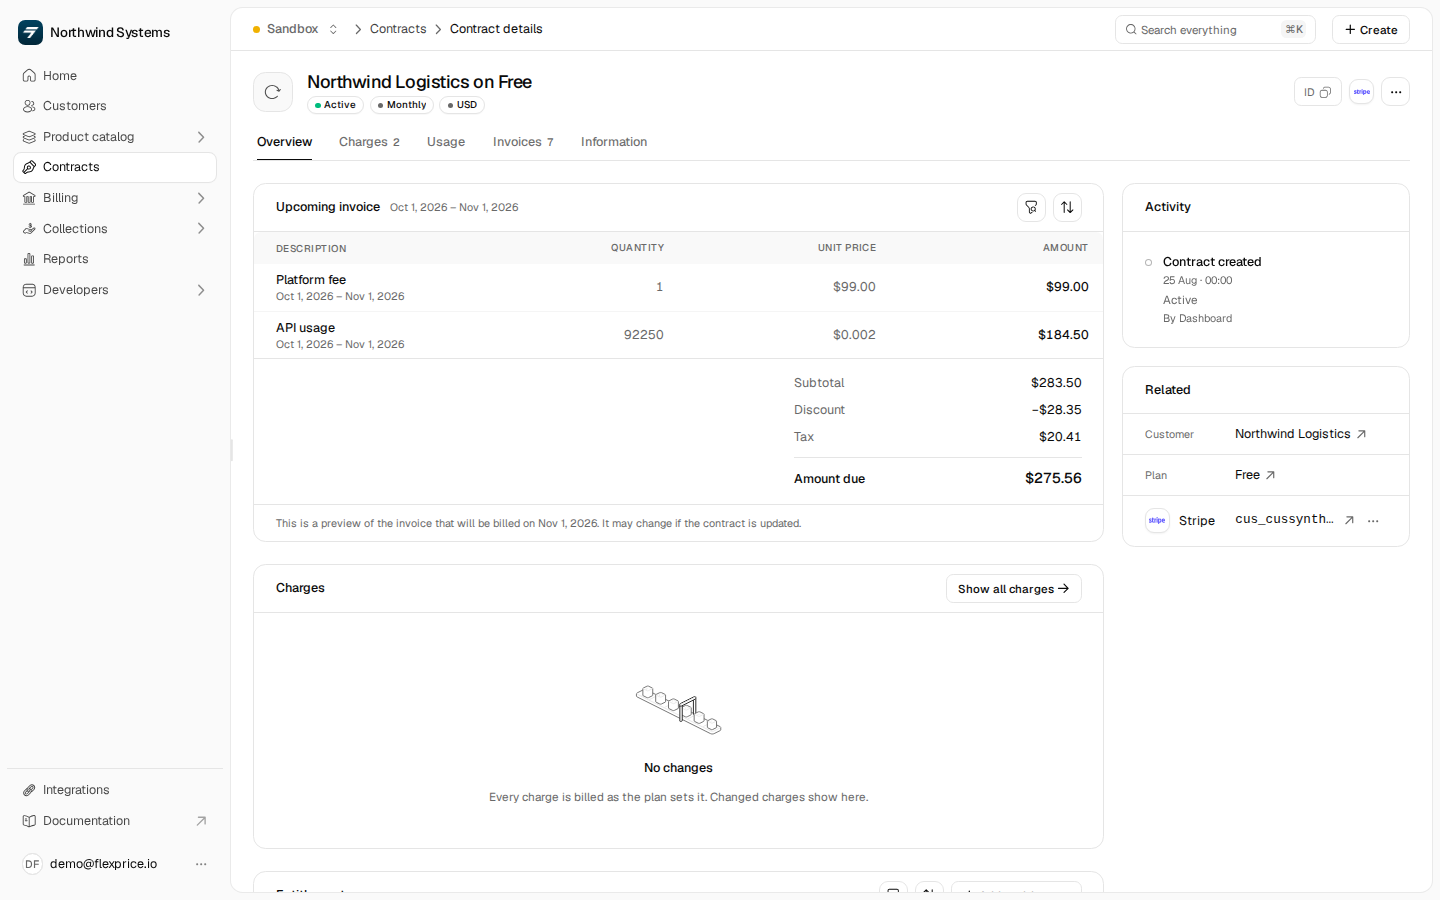 Northwind Systems
Home
Customers
Product catalog
Contracts
Billing
Collections
Reports
Developers
Integrations
Documentation
DF demo@flexprice.io
Sandbox
Contracts
Contract details
Search everything ⌘K
Create
Northwind Logistics on Free
Active
Monthly
USD
ID
stripe
Overview
Charges 2
Usage
Invoices 7
Information
Upcoming invoice Oct 1, 2026 – Nov 1, 2026
DESCRIPTION QUANTITY UNIT PRICE AMOUNT
Platform fee
Oct 1, 2026 – Nov 1, 2026
1 $99.00 $99.00
API usage
Oct 1, 2026 – Nov 1, 2026
92250 $0.002 $184.50
Subtotal $283.50
Discount −$28.35
Tax $20.41
Amount due $275.56
This is a preview of the invoice that will be billed on Nov 1, 2026. It may change if the contract is updated.
Charges
Show all charges
No changes
Every charge is billed as the plan sets it. Changed charges show here.
Activity
Contract created
25 Aug · 00:00
Active
By Dashboard
Related
Customer Northwind Logistics
Plan Free
stripe Stripe cus_cussynth…